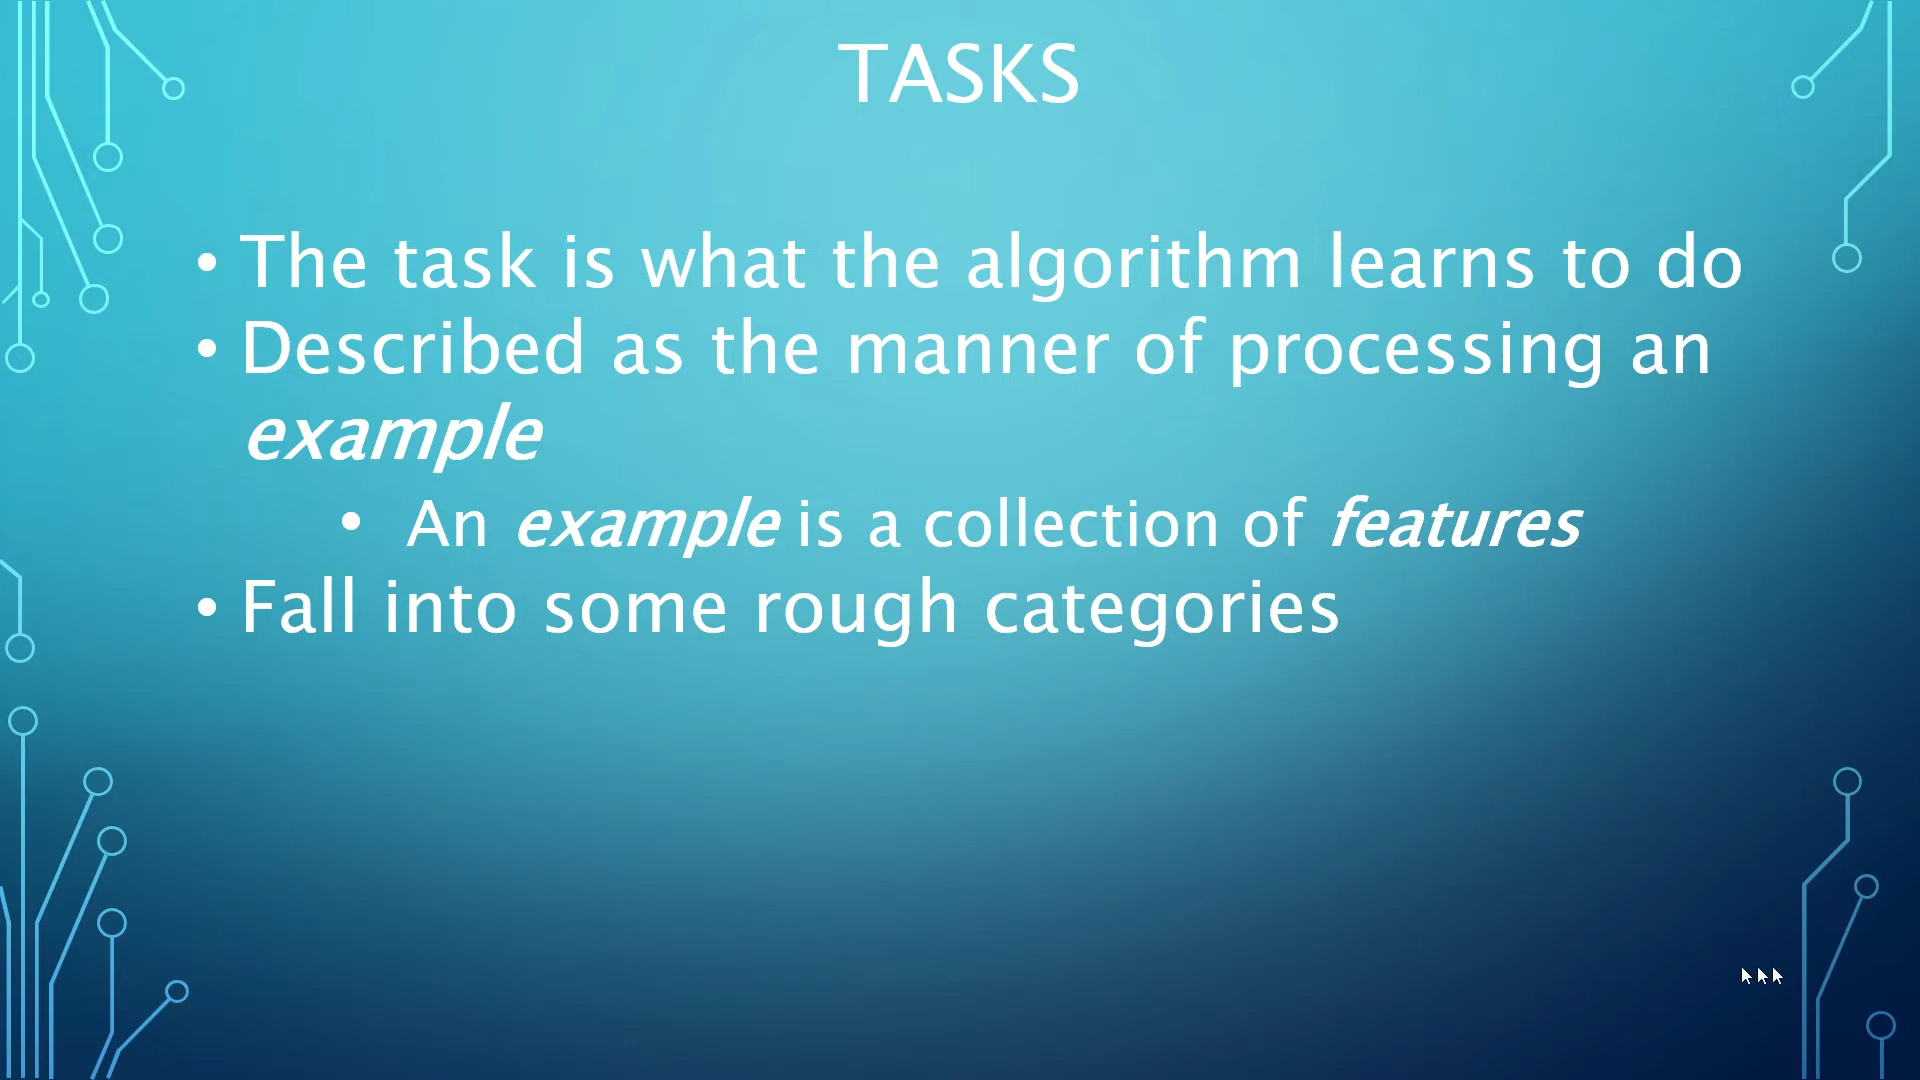 TASKS
• The task is what the algorithm learns to do
• Described as the manner of processing an
example
• An example is a collection of features
• Fall into some rough categories